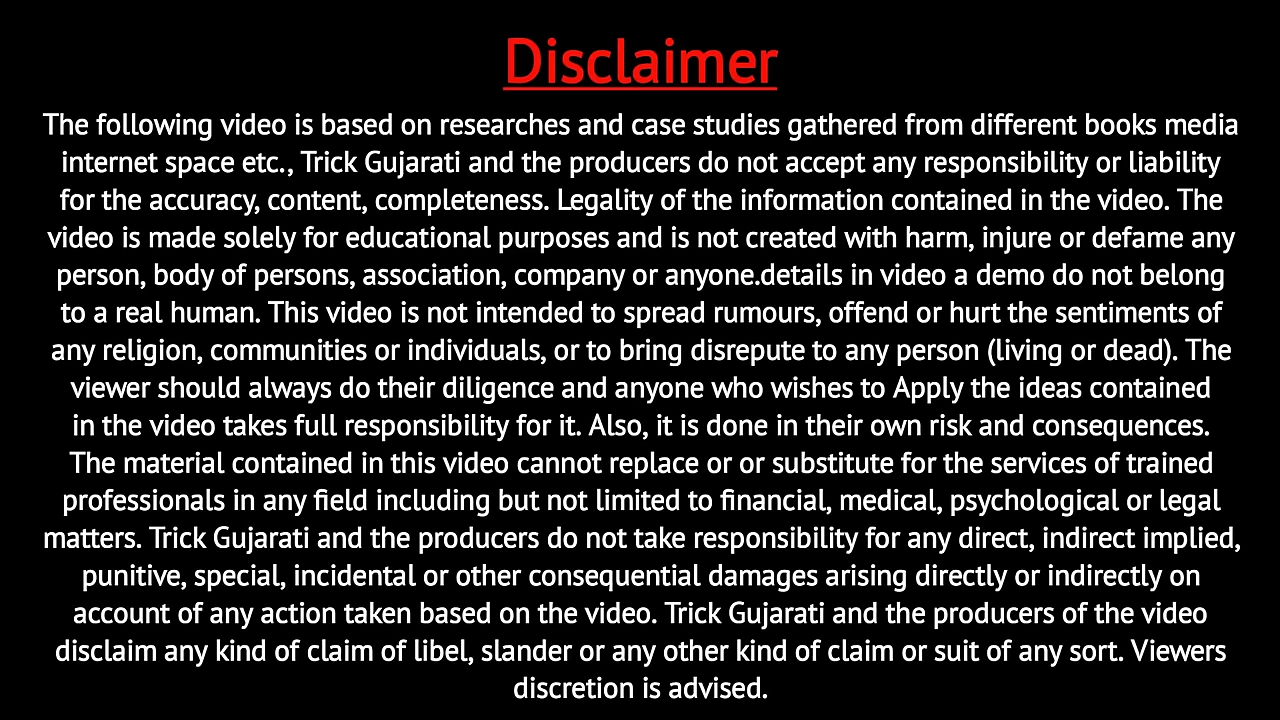 Disclaimer
The following video is based on researches and case studies gathered from different books media
internet space etc., Trick Gujarati and the producers do not accept any responsibility or liability
for the accuracy, content, completeness. Legality of the information contained in the video. The
video is made solely for educational purposes and is not created with harm, injure or defame any
person, body of persons, association, company or anyone.details in video a demo do not belong
to a real human. This video is not intended to spread rumours, offend or hurt the sentiments of
any religion, communities or individuals, or to bring disrepute to any person (living or dead). The
viewer should always do their diligence and anyone who wishes to Apply the ideas contained
in the video takes full responsibility for it. Also, it is done in their own risk and consequences.
The material contained in this video cannot replace or or substitute for the services of trained
professionals in any field including but not limited to financial, medical, psychological or legal
matters. Trick Gujarati and the producers do not take responsibility for any direct, indirect implied,
punitive, special, incidental or other consequential damages arising directly or indirectly on
account of any action taken based on the video. Trick Gujarati and the producers of the video
disclaim any kind of claim of libel, slander or any other kind of claim or suit of any sort. Viewers
discretion is advised.